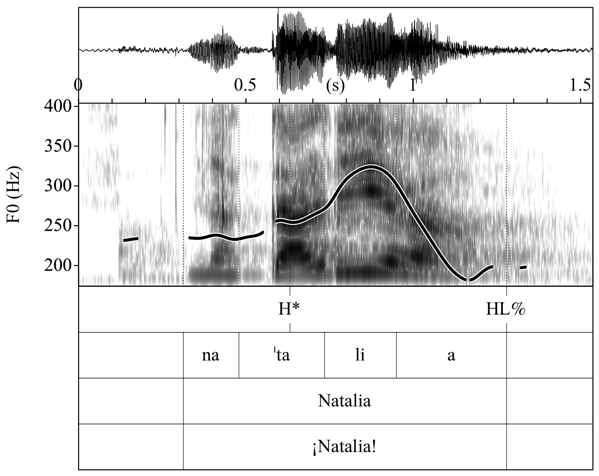 0 0.5 (s) 1 1.5
400
350
300
250
200
F0 (Hz)
H* HL%
na ˈta li a
Natalia
¡Natalia!